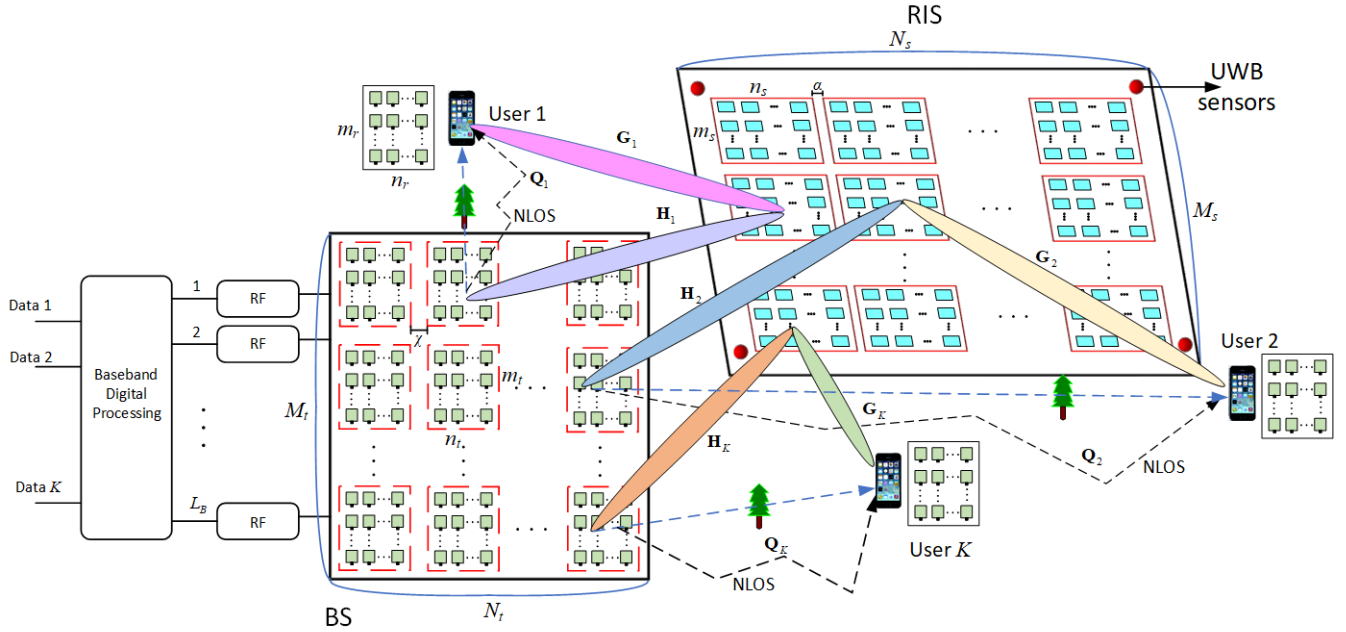 RIS
N_s
UWB
sensors
n_s
α
m_s
M_s
User 1
m_r
n_r
G_1
Q_1
NLOS
H_1
H_2
G_2
Data 1
Data 2
Data K
Baseband
Digital
Processing
1
RF
2
RF
L_B
RF
χ
m_t
n_t
M_t
N_t
BS
H_K
G_K
User 2
Q_2
NLOS
Q_K
NLOS
User K